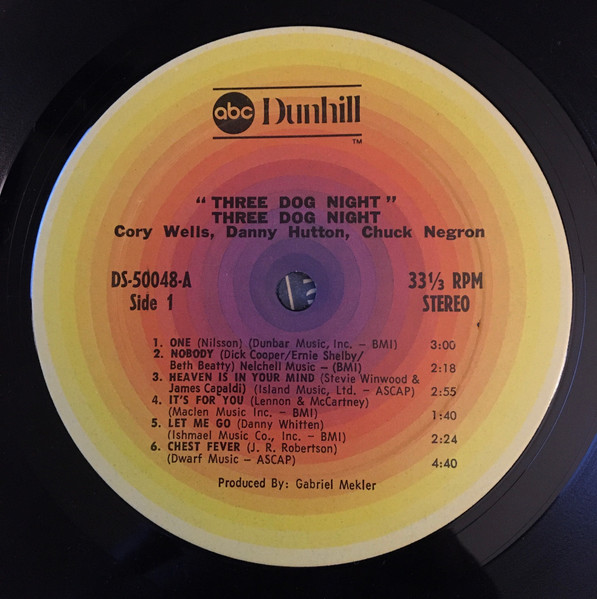 abc Dunhill
™
" THREE DOG NIGHT "
THREE DOG NIGHT
Cory Wells, Danny Hutton, Chuck Negron
DS-50048-A 33⅓ RPM
Side 1 STEREO
1. ONE (Nilsson) (Dunbar Music, Inc. – BMI) 3:00
2. NOBODY (Dick Cooper/Ernie Shelby/
Beth Beatty) Nelchell Music – (BMI) 2:18
3. HEAVEN IS IN YOUR MIND (Stevie Winwood &
James Capaldi) (Island Music, Ltd. – ASCAP) 2:55
4. IT'S FOR YOU (Lennon & McCartney)
(Maclen Music Inc. – BMI) 1:40
5. LET ME GO (Danny Whitten)
(Ishmael Music Co., Inc. – BMI) 2:24
6. CHEST FEVER (J. R. Robertson)
(Dwarf Music – ASCAP) 4:40
Produced By: Gabriel Mekler